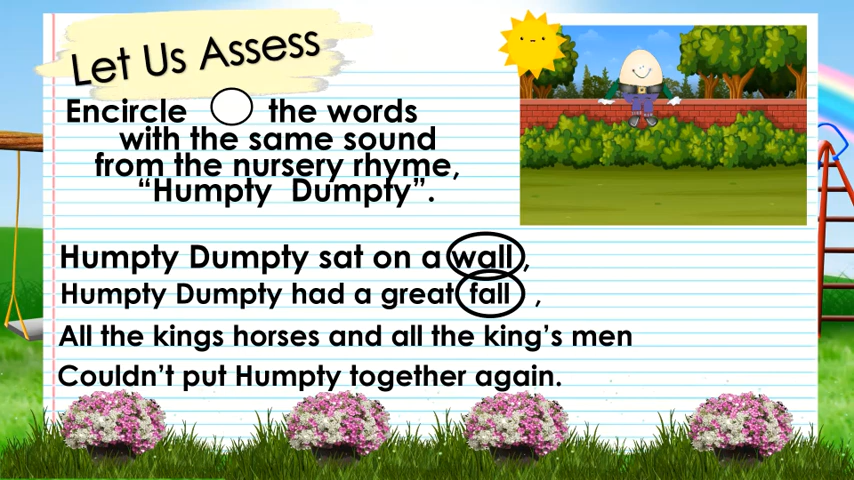 Let Us Assess
Encircle the words
with the same sound
from the nursery rhyme,
“Humpty Dumpty”.
Humpty Dumpty sat on a wall,
Humpty Dumpty had a great fall ,
All the kings horses and all the king’s men
Couldn’t put Humpty together again.